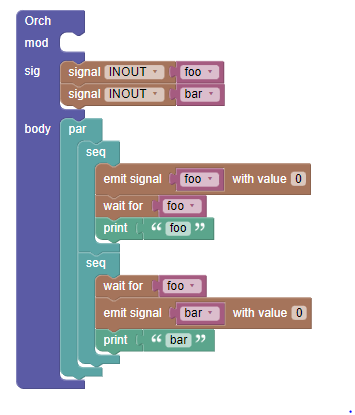 Orch
mod
sig signal INOUT foo
signal INOUT bar
body par
seq
emit signal foo with value 0
wait for foo
print “ foo ”
seq
wait for foo
emit signal bar with value 0
print “ bar ”